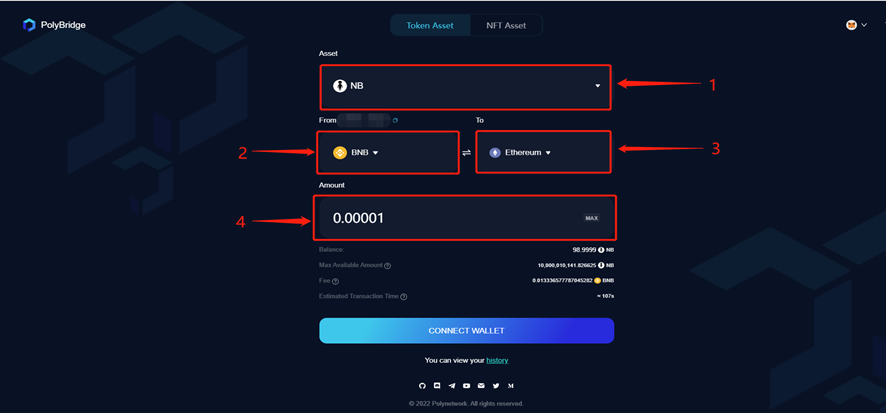 PolyBridge
Token Asset NFT Asset
Asset
NB
1
From To
2 BNB Ethereum 3
Amount
4 0.00001 MAX
Balance: 98.9999 NB
Max Available Amount 10,000,010,141.826625 NB
Fee 0.013336577787045282 BNB
Estimated Transaction Time ~ 107s
CONNECT WALLET
You can view your history
© 2022 Polynetwork. All rights reserved.